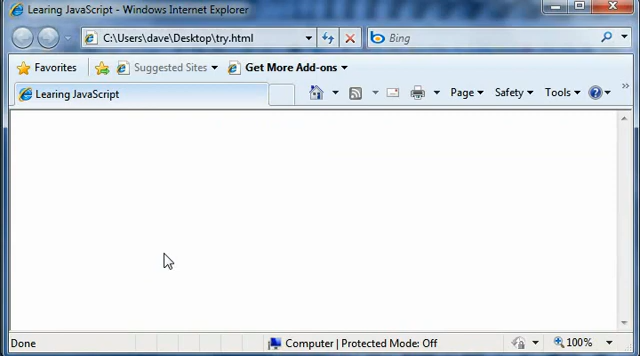 Learing JavaScript - Windows Internet Explorer
C:\Users\dave\Desktop\try.html
Bing
Favorites Suggested Sites Get More Add-ons
Learing JavaScript Page Safety Tools
Done Computer | Protected Mode: Off 100%